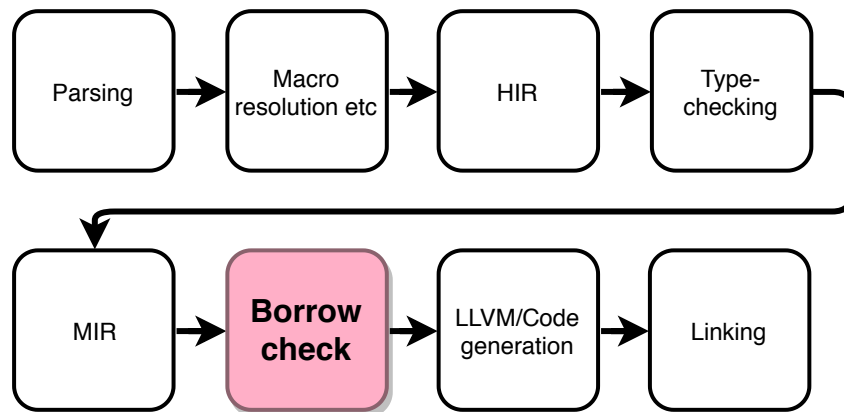 Parsing
Macro
resolution etc
HIR
Type-
checking
MIR
Borrow
check
LLVM/Code
generation
Linking